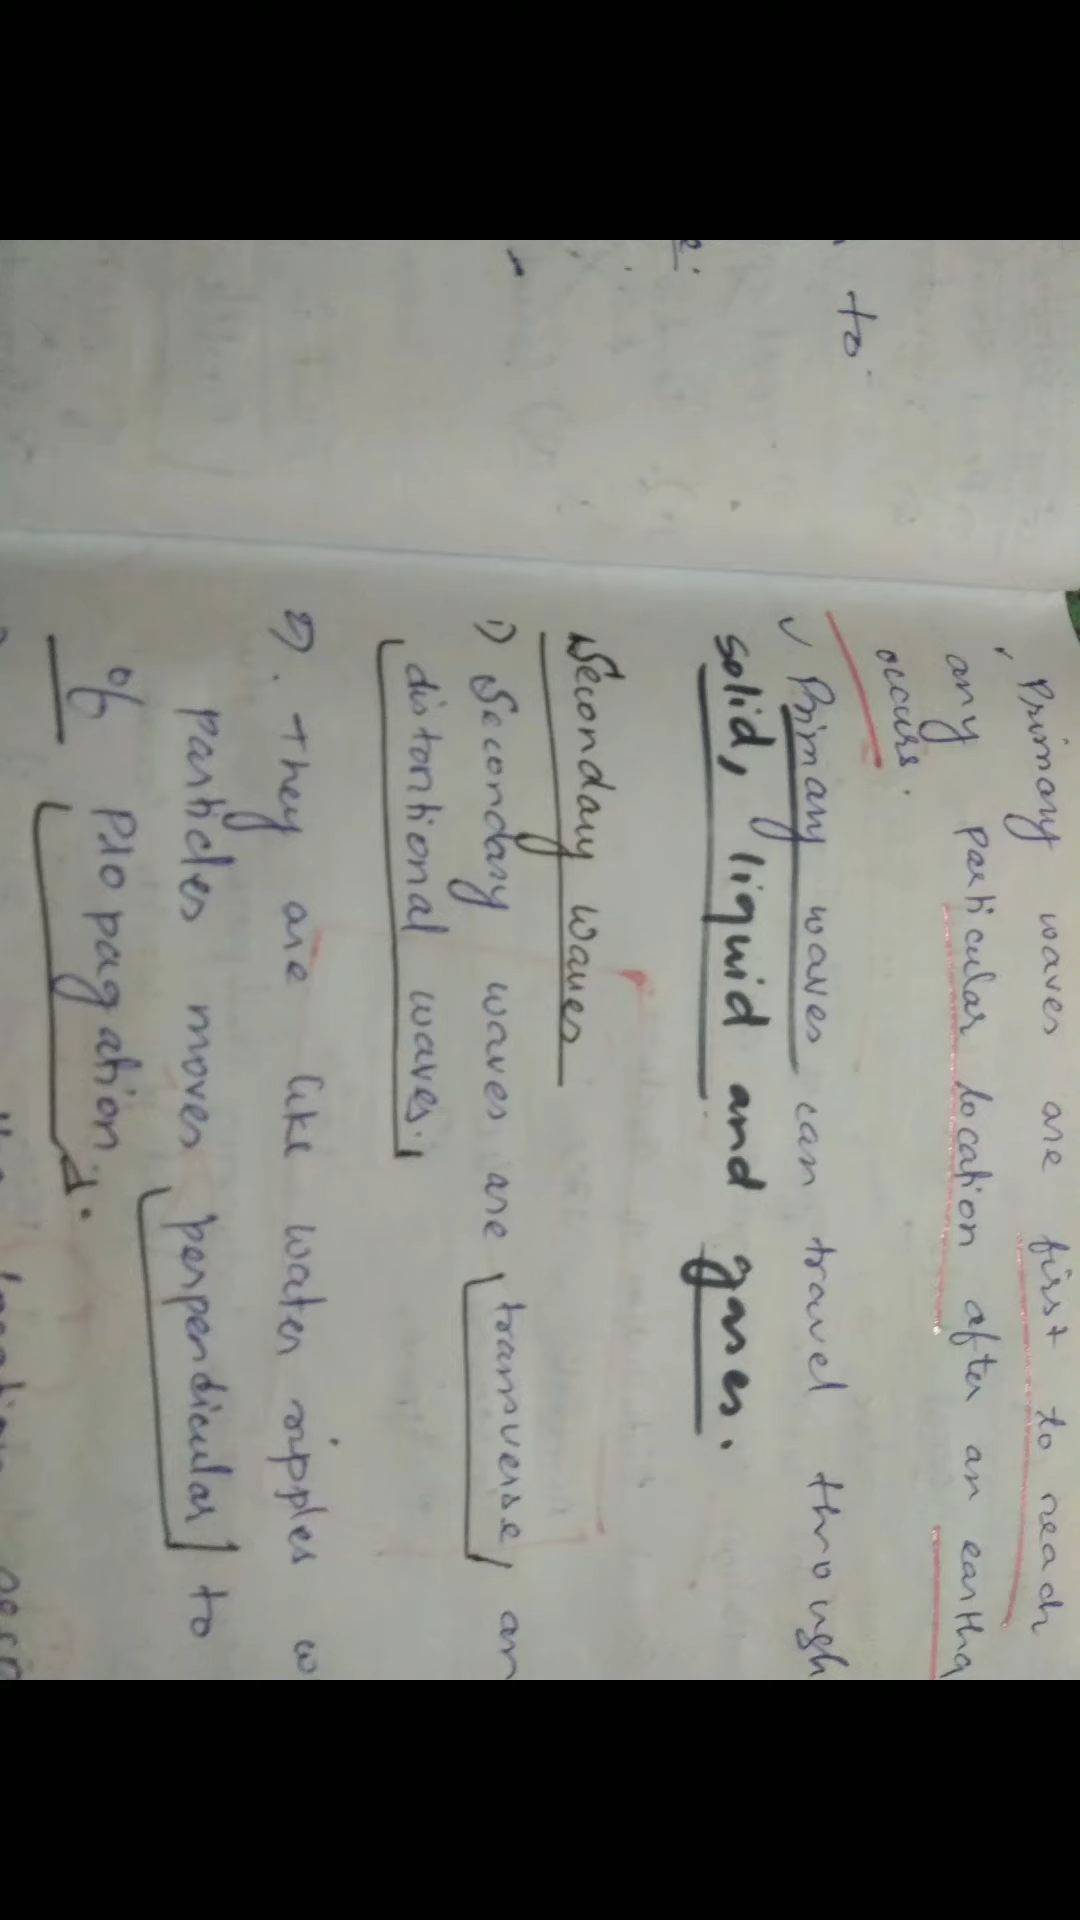 to
Primary waves are first to reach
any particular location after an earthq
occurs.
✓ Primary waves can travel through
solid, liquid and gases.
Secondary waves
1) Secondary waves are transverse an
distortional waves.
2). they are like water ripples w
particles moves perpendicular to
of propagation. d.